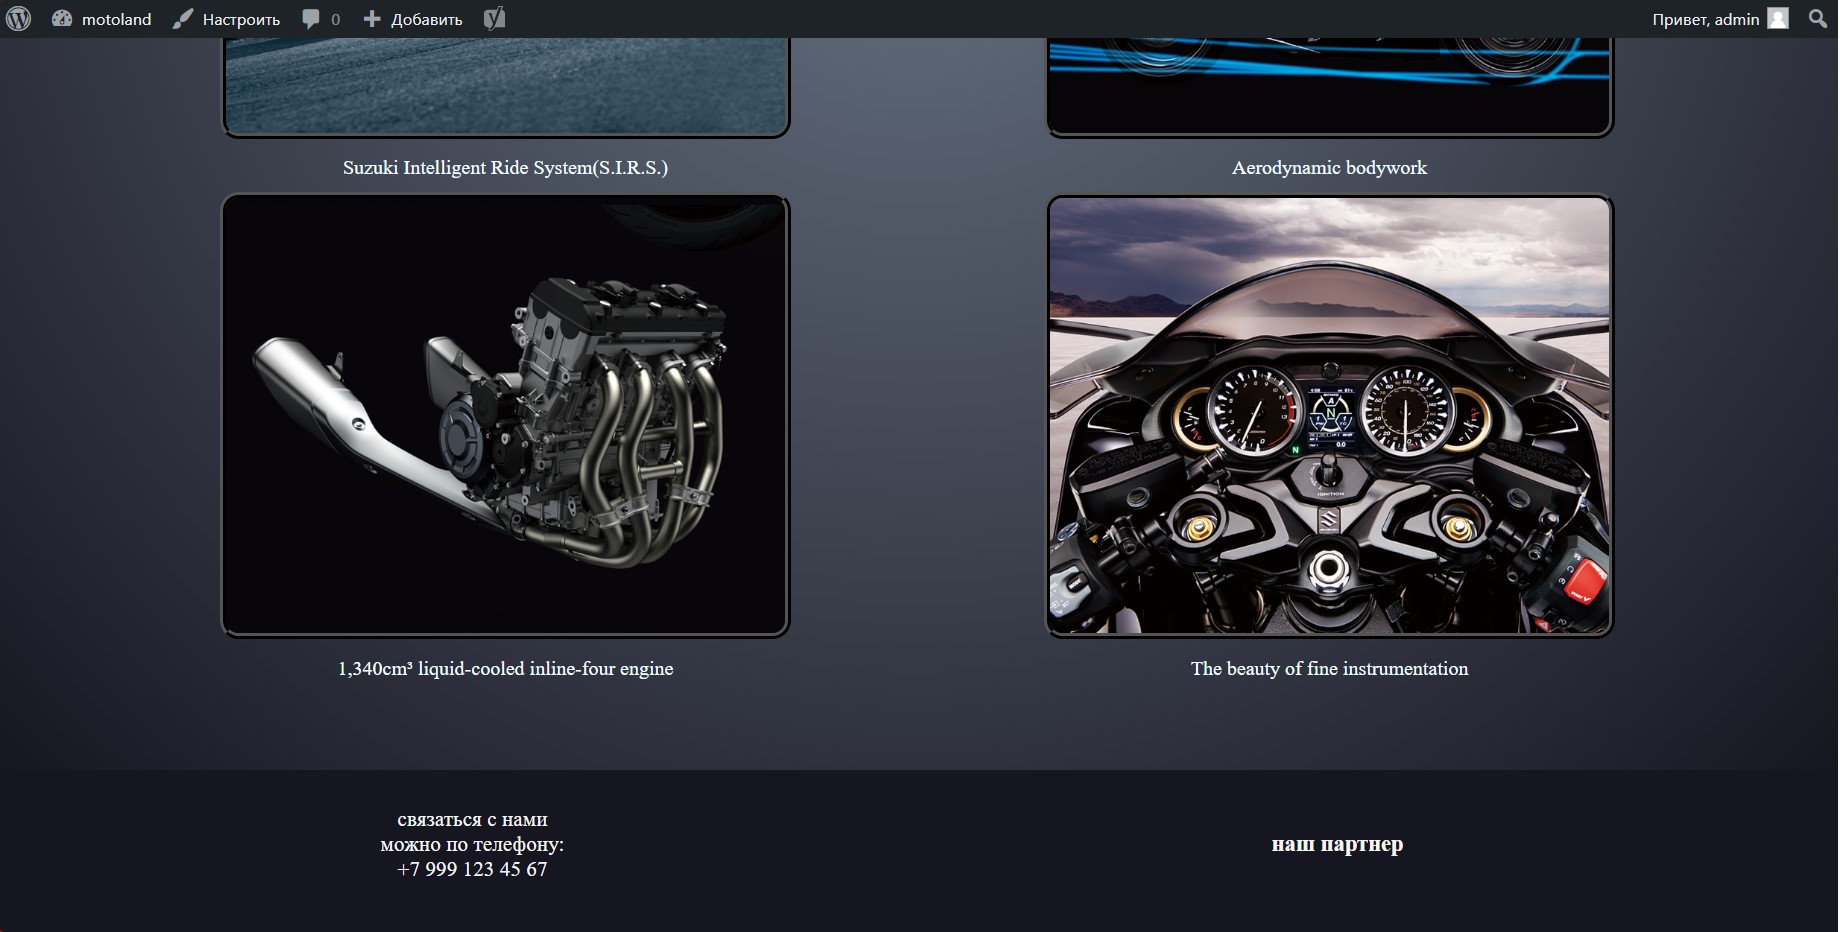 motoland Настроить 0 Добавить Привет, admin
Suzuki Intelligent Ride System(S.I.R.S.)
Aerodynamic bodywork
IGNITION
1,340cm³ liquid-cooled inline-four engine
The beauty of fine instrumentation
связаться с нами
можно по телефону:
+7 999 123 45 67
наш партнер